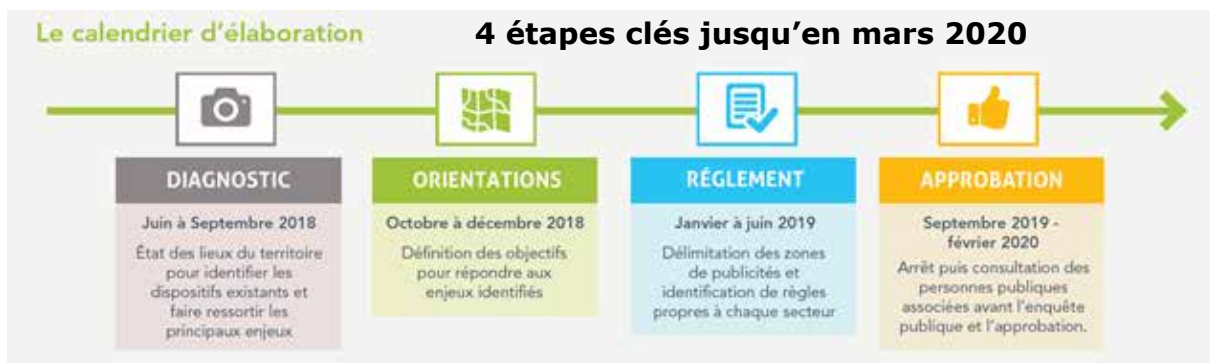 Le calendrier d'élaboration
4 étapes clés jusqu'en mars 2020
DIAGNOSTIC
Juin à Septembre 2018
État des lieux du territoire
pour identifier les
dispositifs existants et
faire ressortir les
principaux enjeux
ORIENTATIONS
Octobre à décembre 2018
Définition des objectifs
pour répondre aux
enjeux identifiés
RÉGLEMENT
Janvier à juin 2019
Délimitation des zones
de publicités et
identification de règles
propres à chaque secteur
APPROBATION
Septembre 2019 -
février 2020
Arrêt puis consultation des
personnes publiques
associées avant l'enquête
publique et l'approbation.